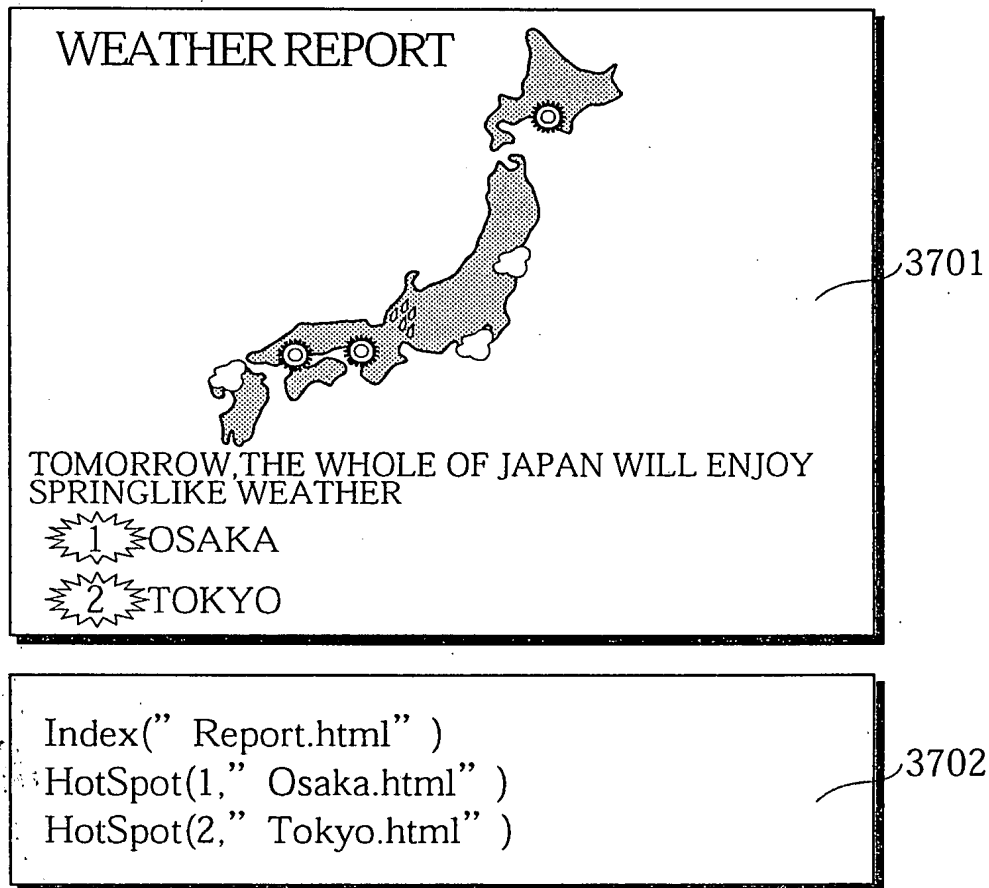 WEATHER REPORT
3701
TOMORROW,THE WHOLE OF JAPAN WILL ENJOY
SPRINGLIKE WEATHER
1 OSAKA
2 TOKYO
Index(” Report.html” )
HotSpot(1,” Osaka.html” )
HotSpot(2,” Tokyo.html” )
3702